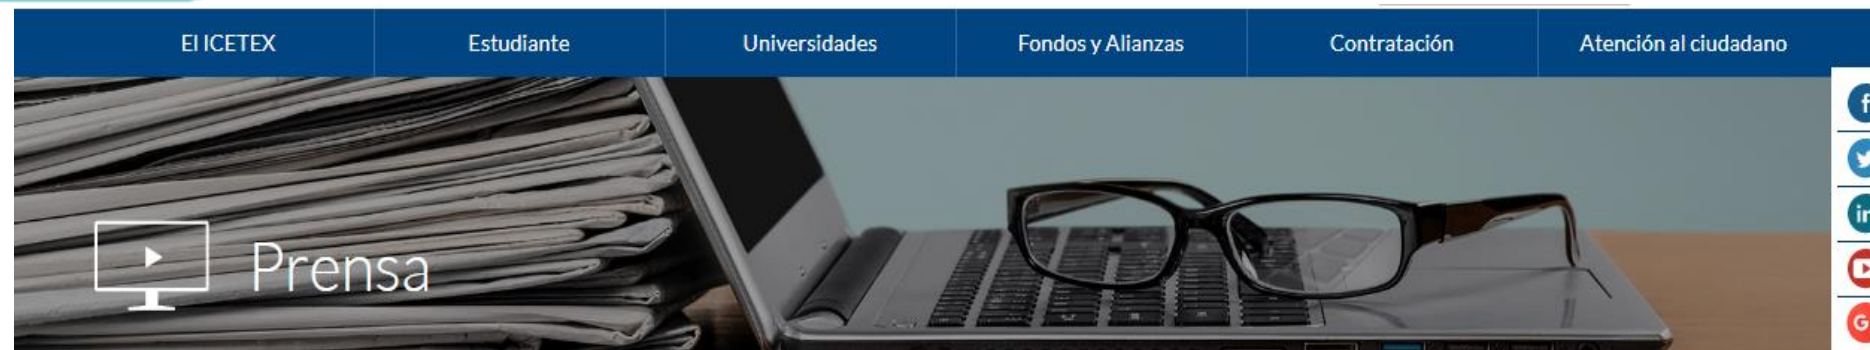 El ICETEX
Estudiante
Universidades
Fondos y Alianzas
Contratación
Atención al ciudadano
Prensa